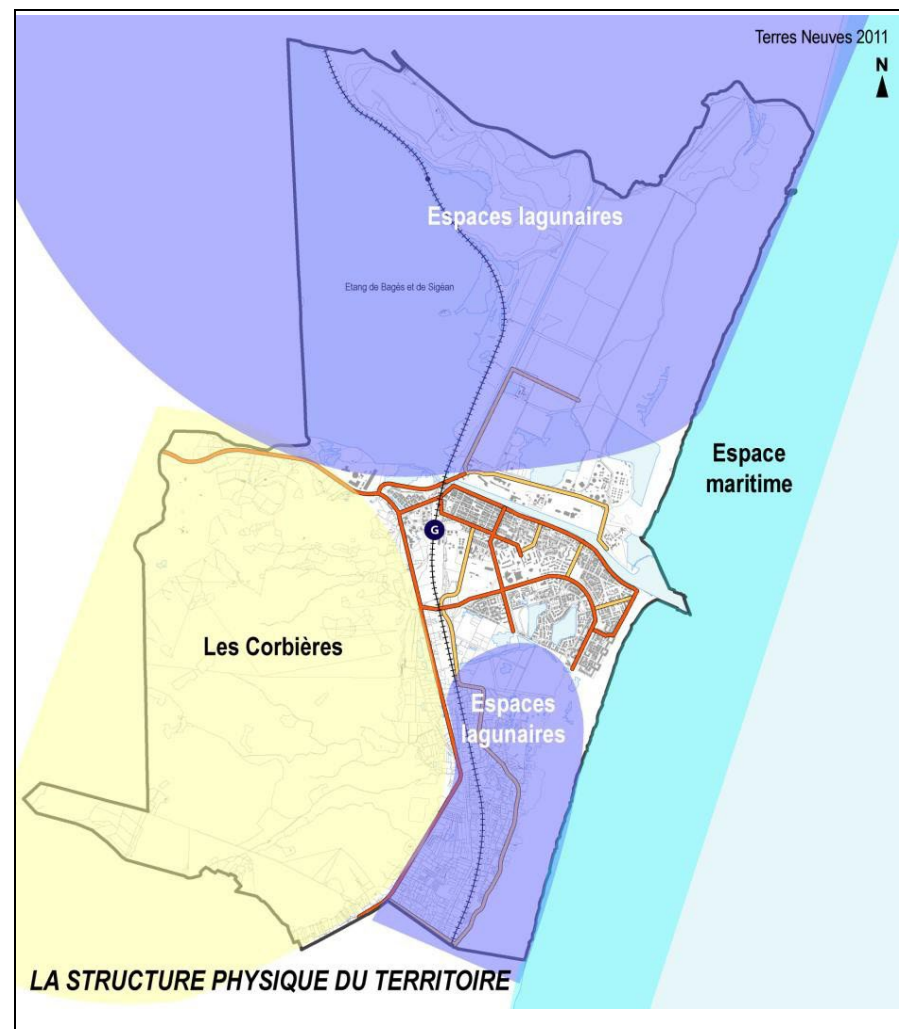 Terres Neuves 2011
N
Espaces lagunaires
Etang de Bagès et de Sigéan
Espace
maritime
G
Les Corbières
Espaces
lagunaires
LA STRUCTURE PHYSIQUE DU TERRITOIRE